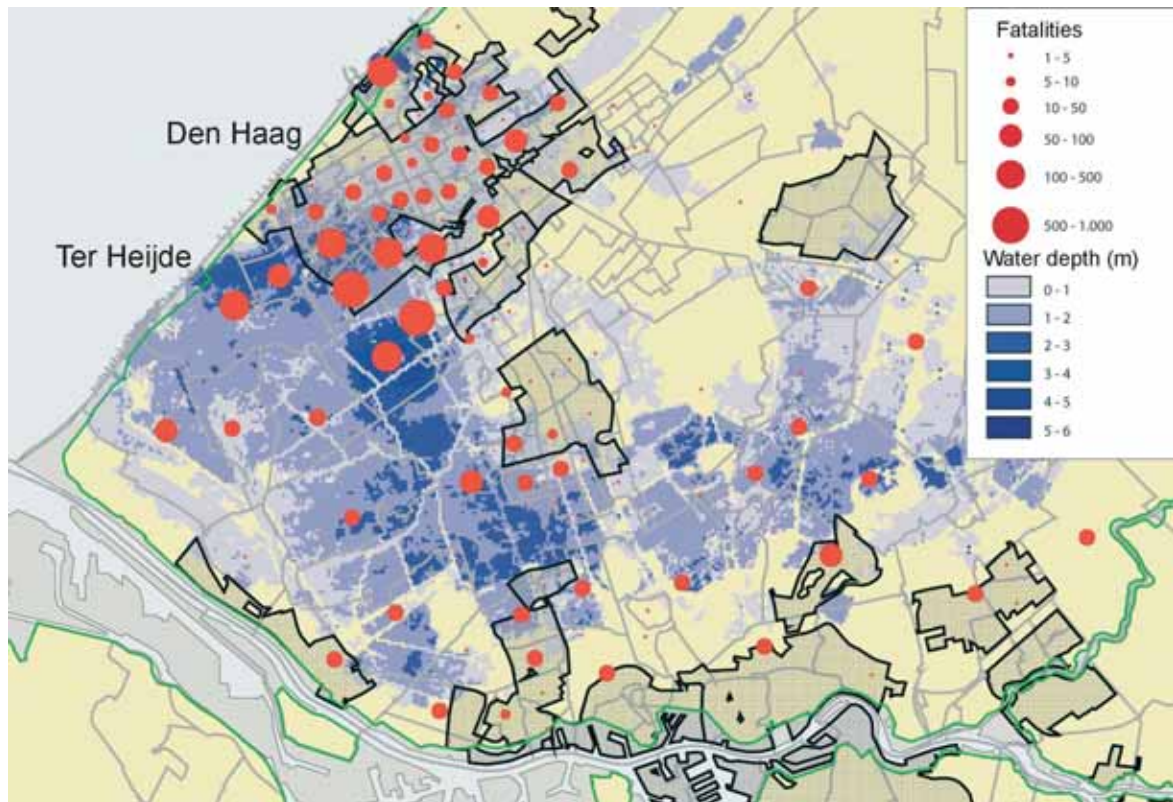 Den Haag
Ter Heijde
Fatalities
1 - 5
5 - 10
10 - 50
50 - 100
100 - 500
500 - 1.000
Water depth (m)
0 - 1
1 - 2
2 - 3
3 - 4
4 - 5
5 - 6